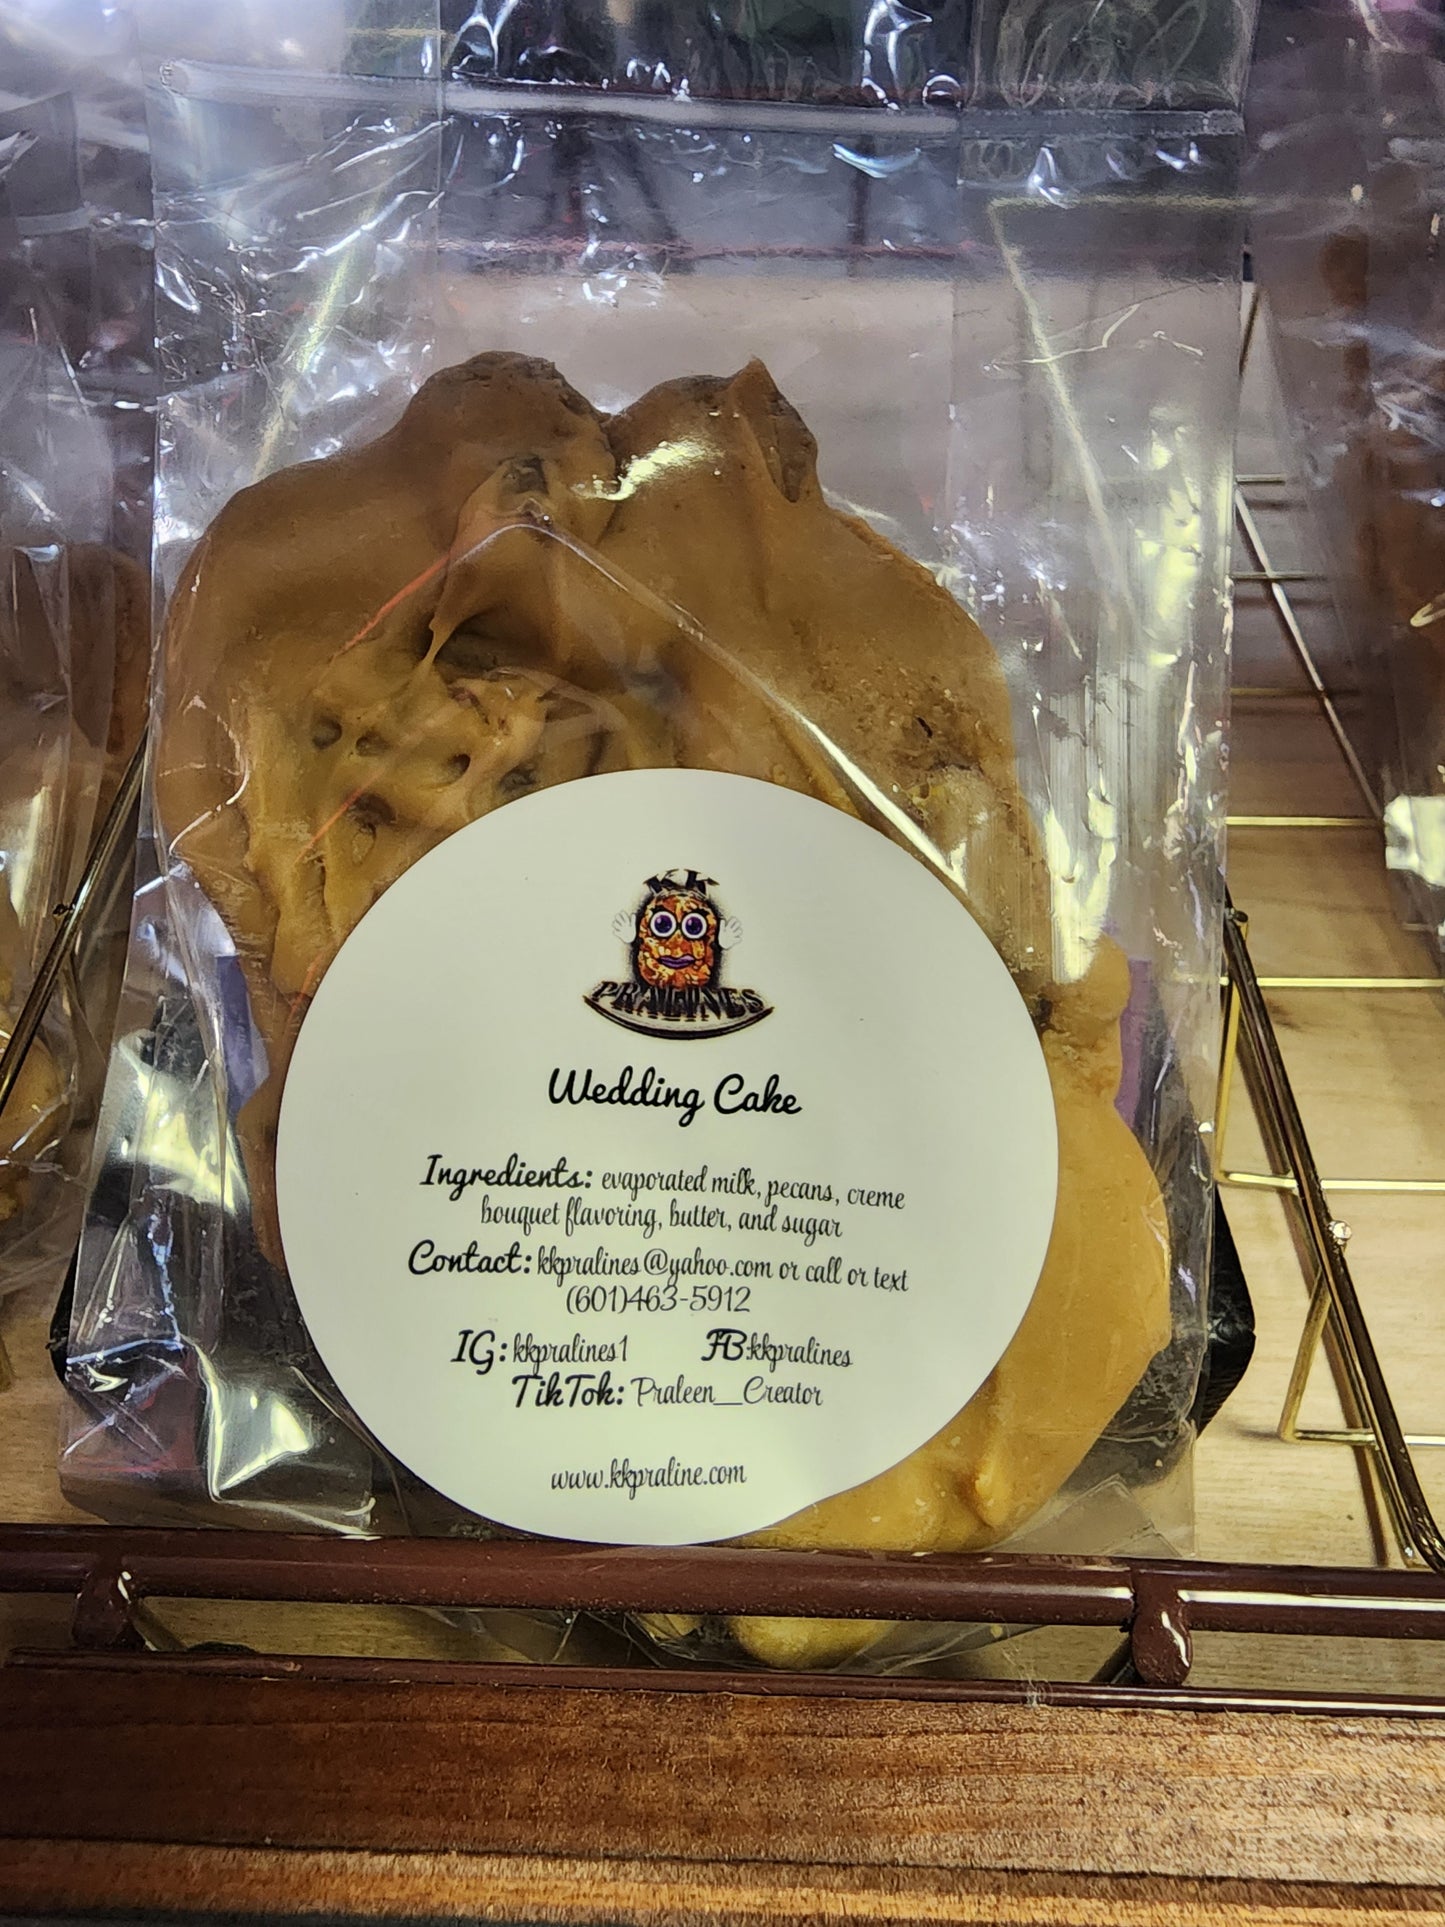 KK
PRALINES
Wedding Cake
Ingredients: evaporated milk, pecans, creme
bouquet flavoring, butter, and sugar
Contact: kkpralines@yahoo.com or call or text
(601)463-5912
IG: kkpralines1 FB:kkpralines
TikTok: Praleen_Creator
www.kkpraline.com